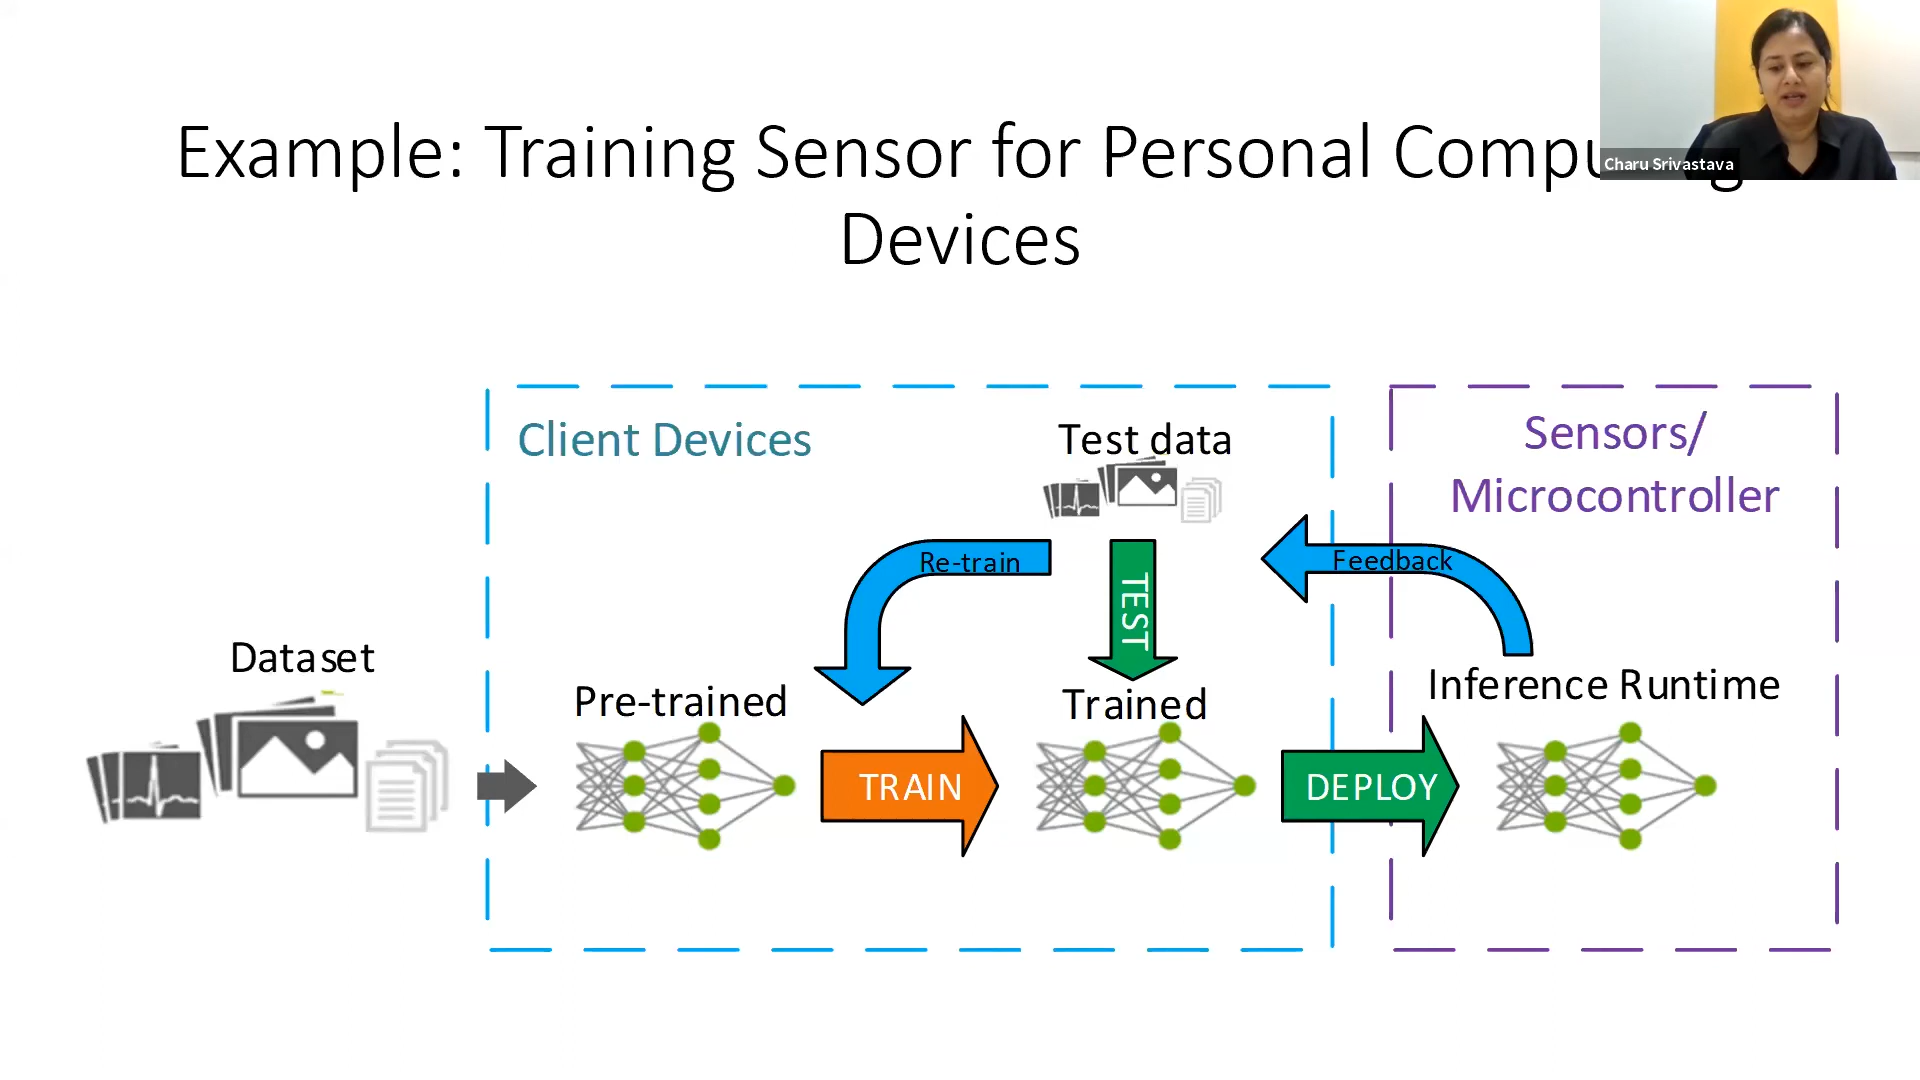 Example: Training Sensor for Personal
Devices
Charu Srivastava
Client Devices
Test data
Sensors/
Microcontroller
Re-train
TEST
Feedback
Dataset
Pre-trained
Trained
Inference Runtime
TRAIN
DEPLOY